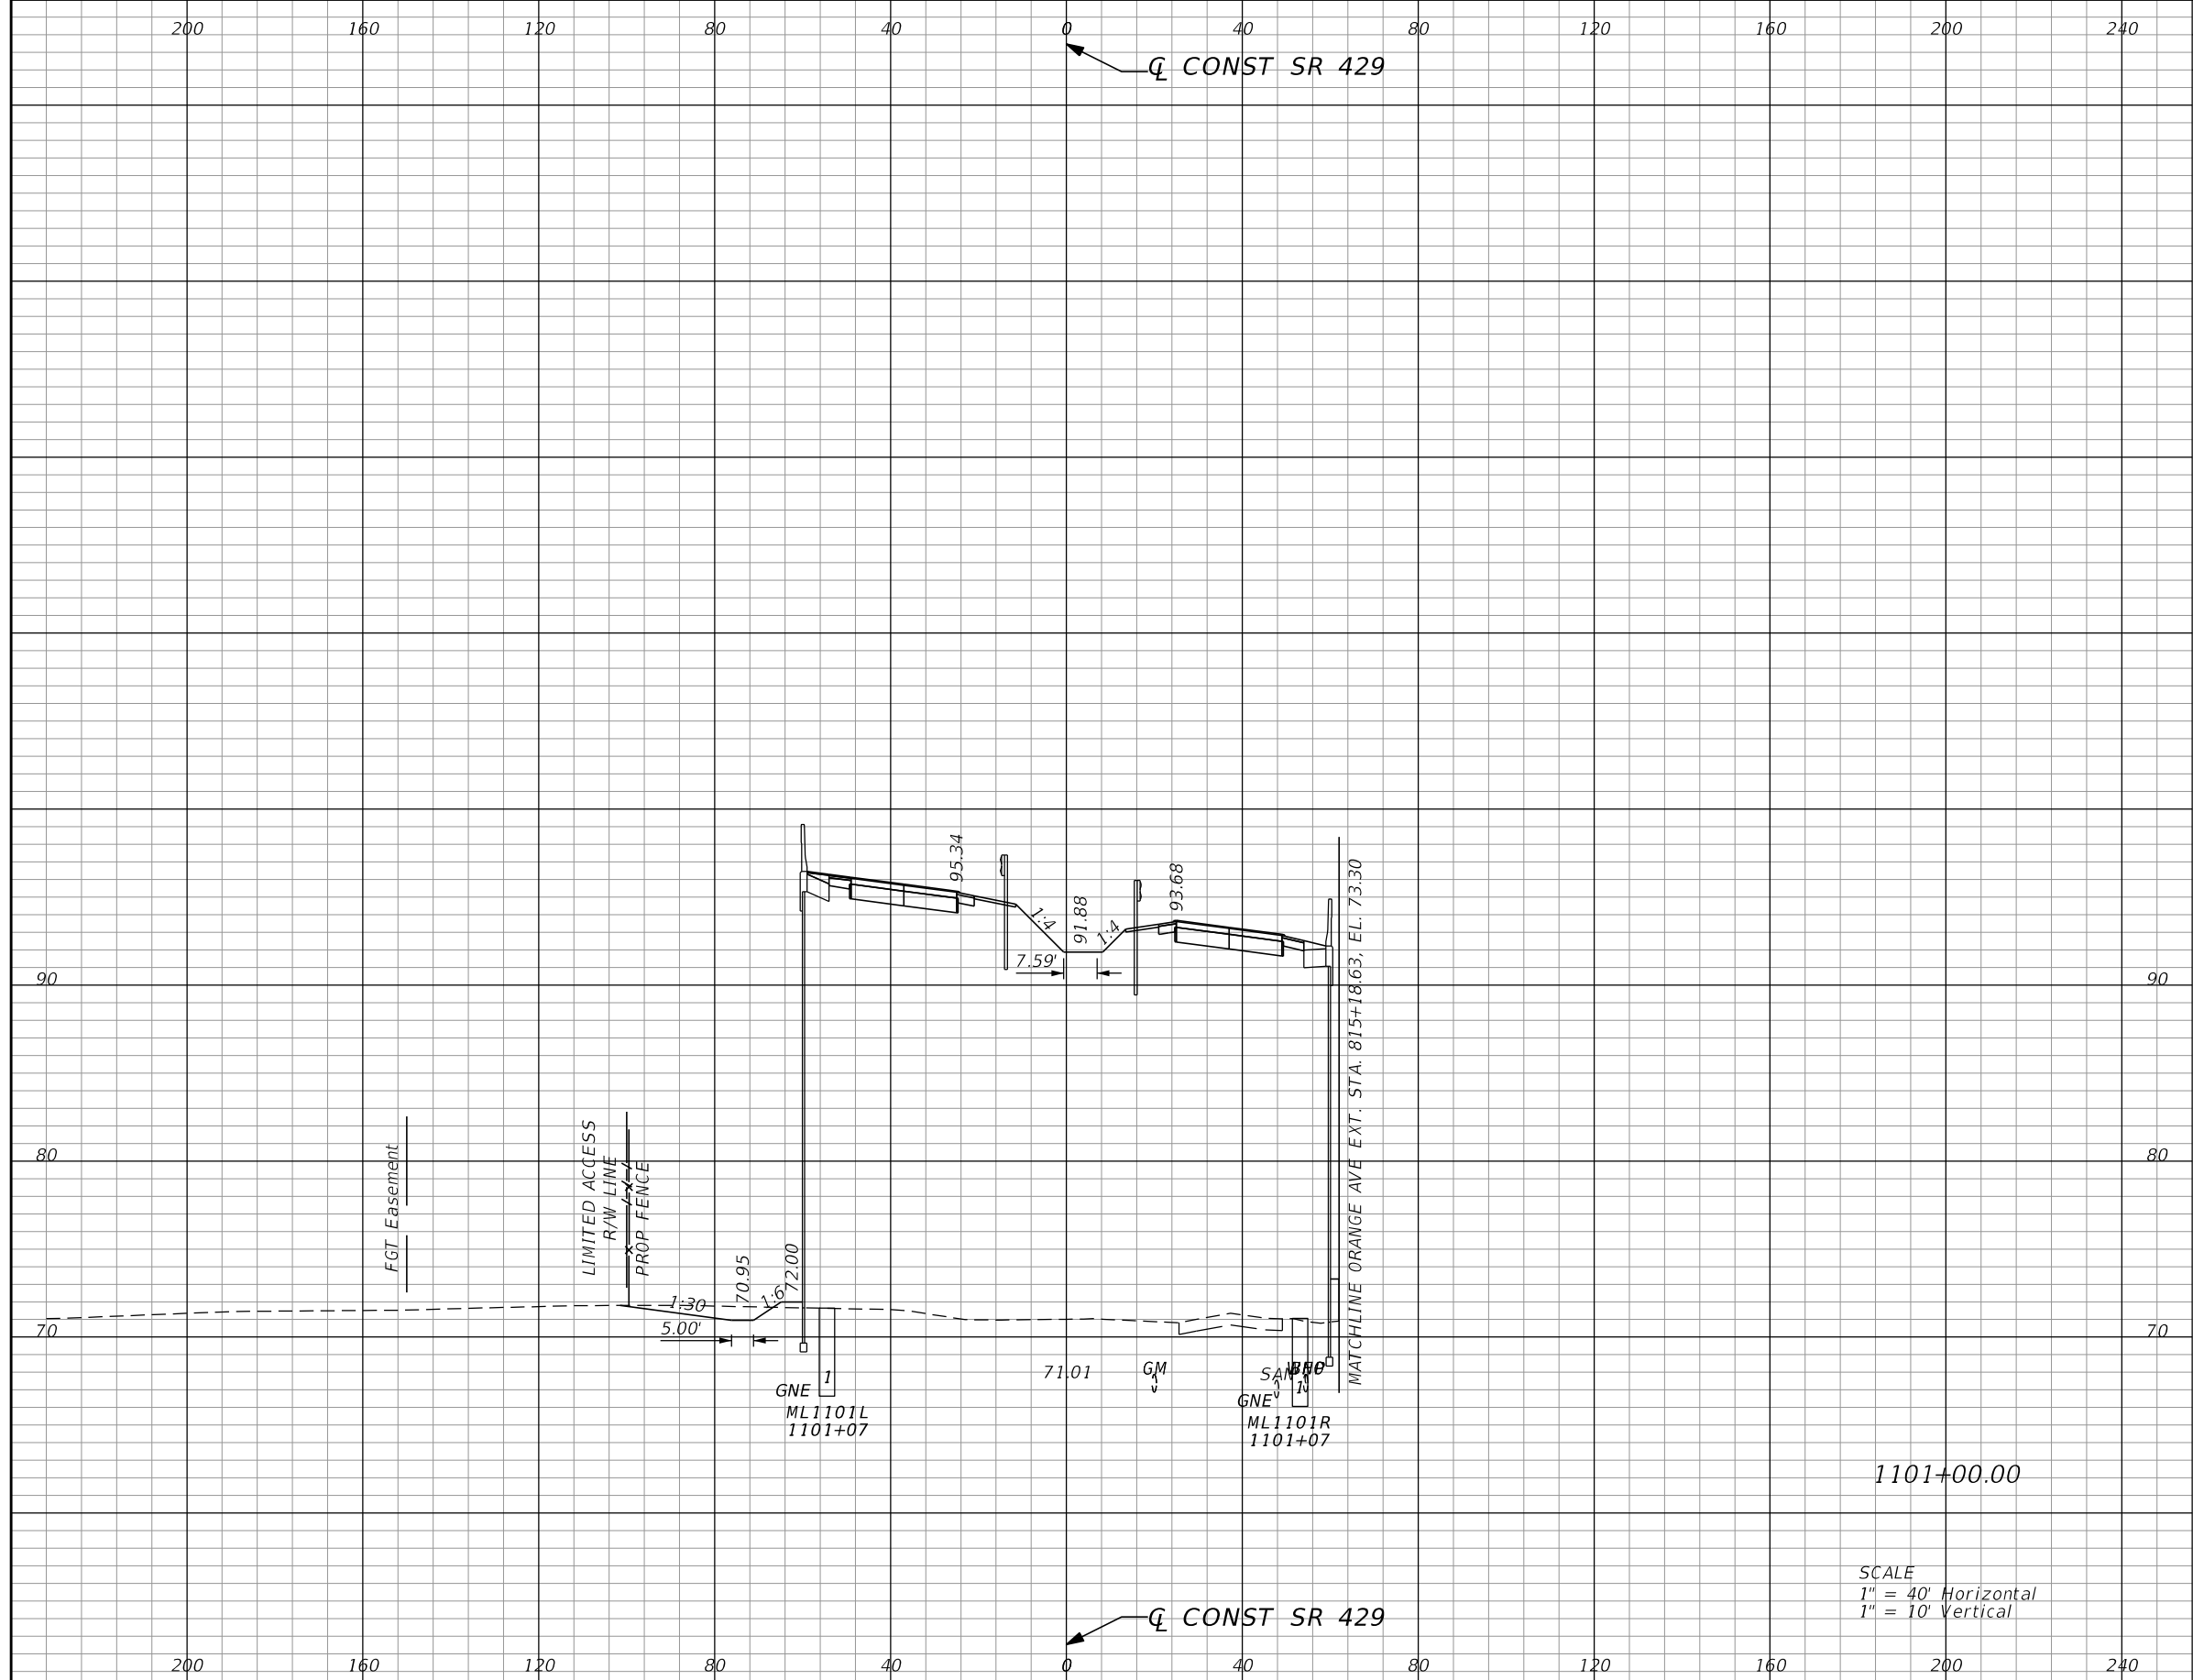 200 160 120 80 40 0 40 80 120 160 200 240
℄ CONST SR 429
95.34
93.68
91.88
1:4
1:4
7.59'
MATCHLINE ORANGE AVE EXT. STA. 815+18.63, EL. 73.30
90 90
80 80
FGT Easement
LIMITED ACCESS
R/W LINE
PROP FENCE
70.95
72.00
1:30
1:6
5.00'
70 70
71.01
GM
SAN
1
1
GNE
GNE
ML1101L
1101+07
ML1101R
1101+07
1101+00.00
SCALE
1" = 40' Horizontal
1" = 10' Vertical
℄ CONST SR 429
200 160 120 80 40 0 40 80 120 160 200 240